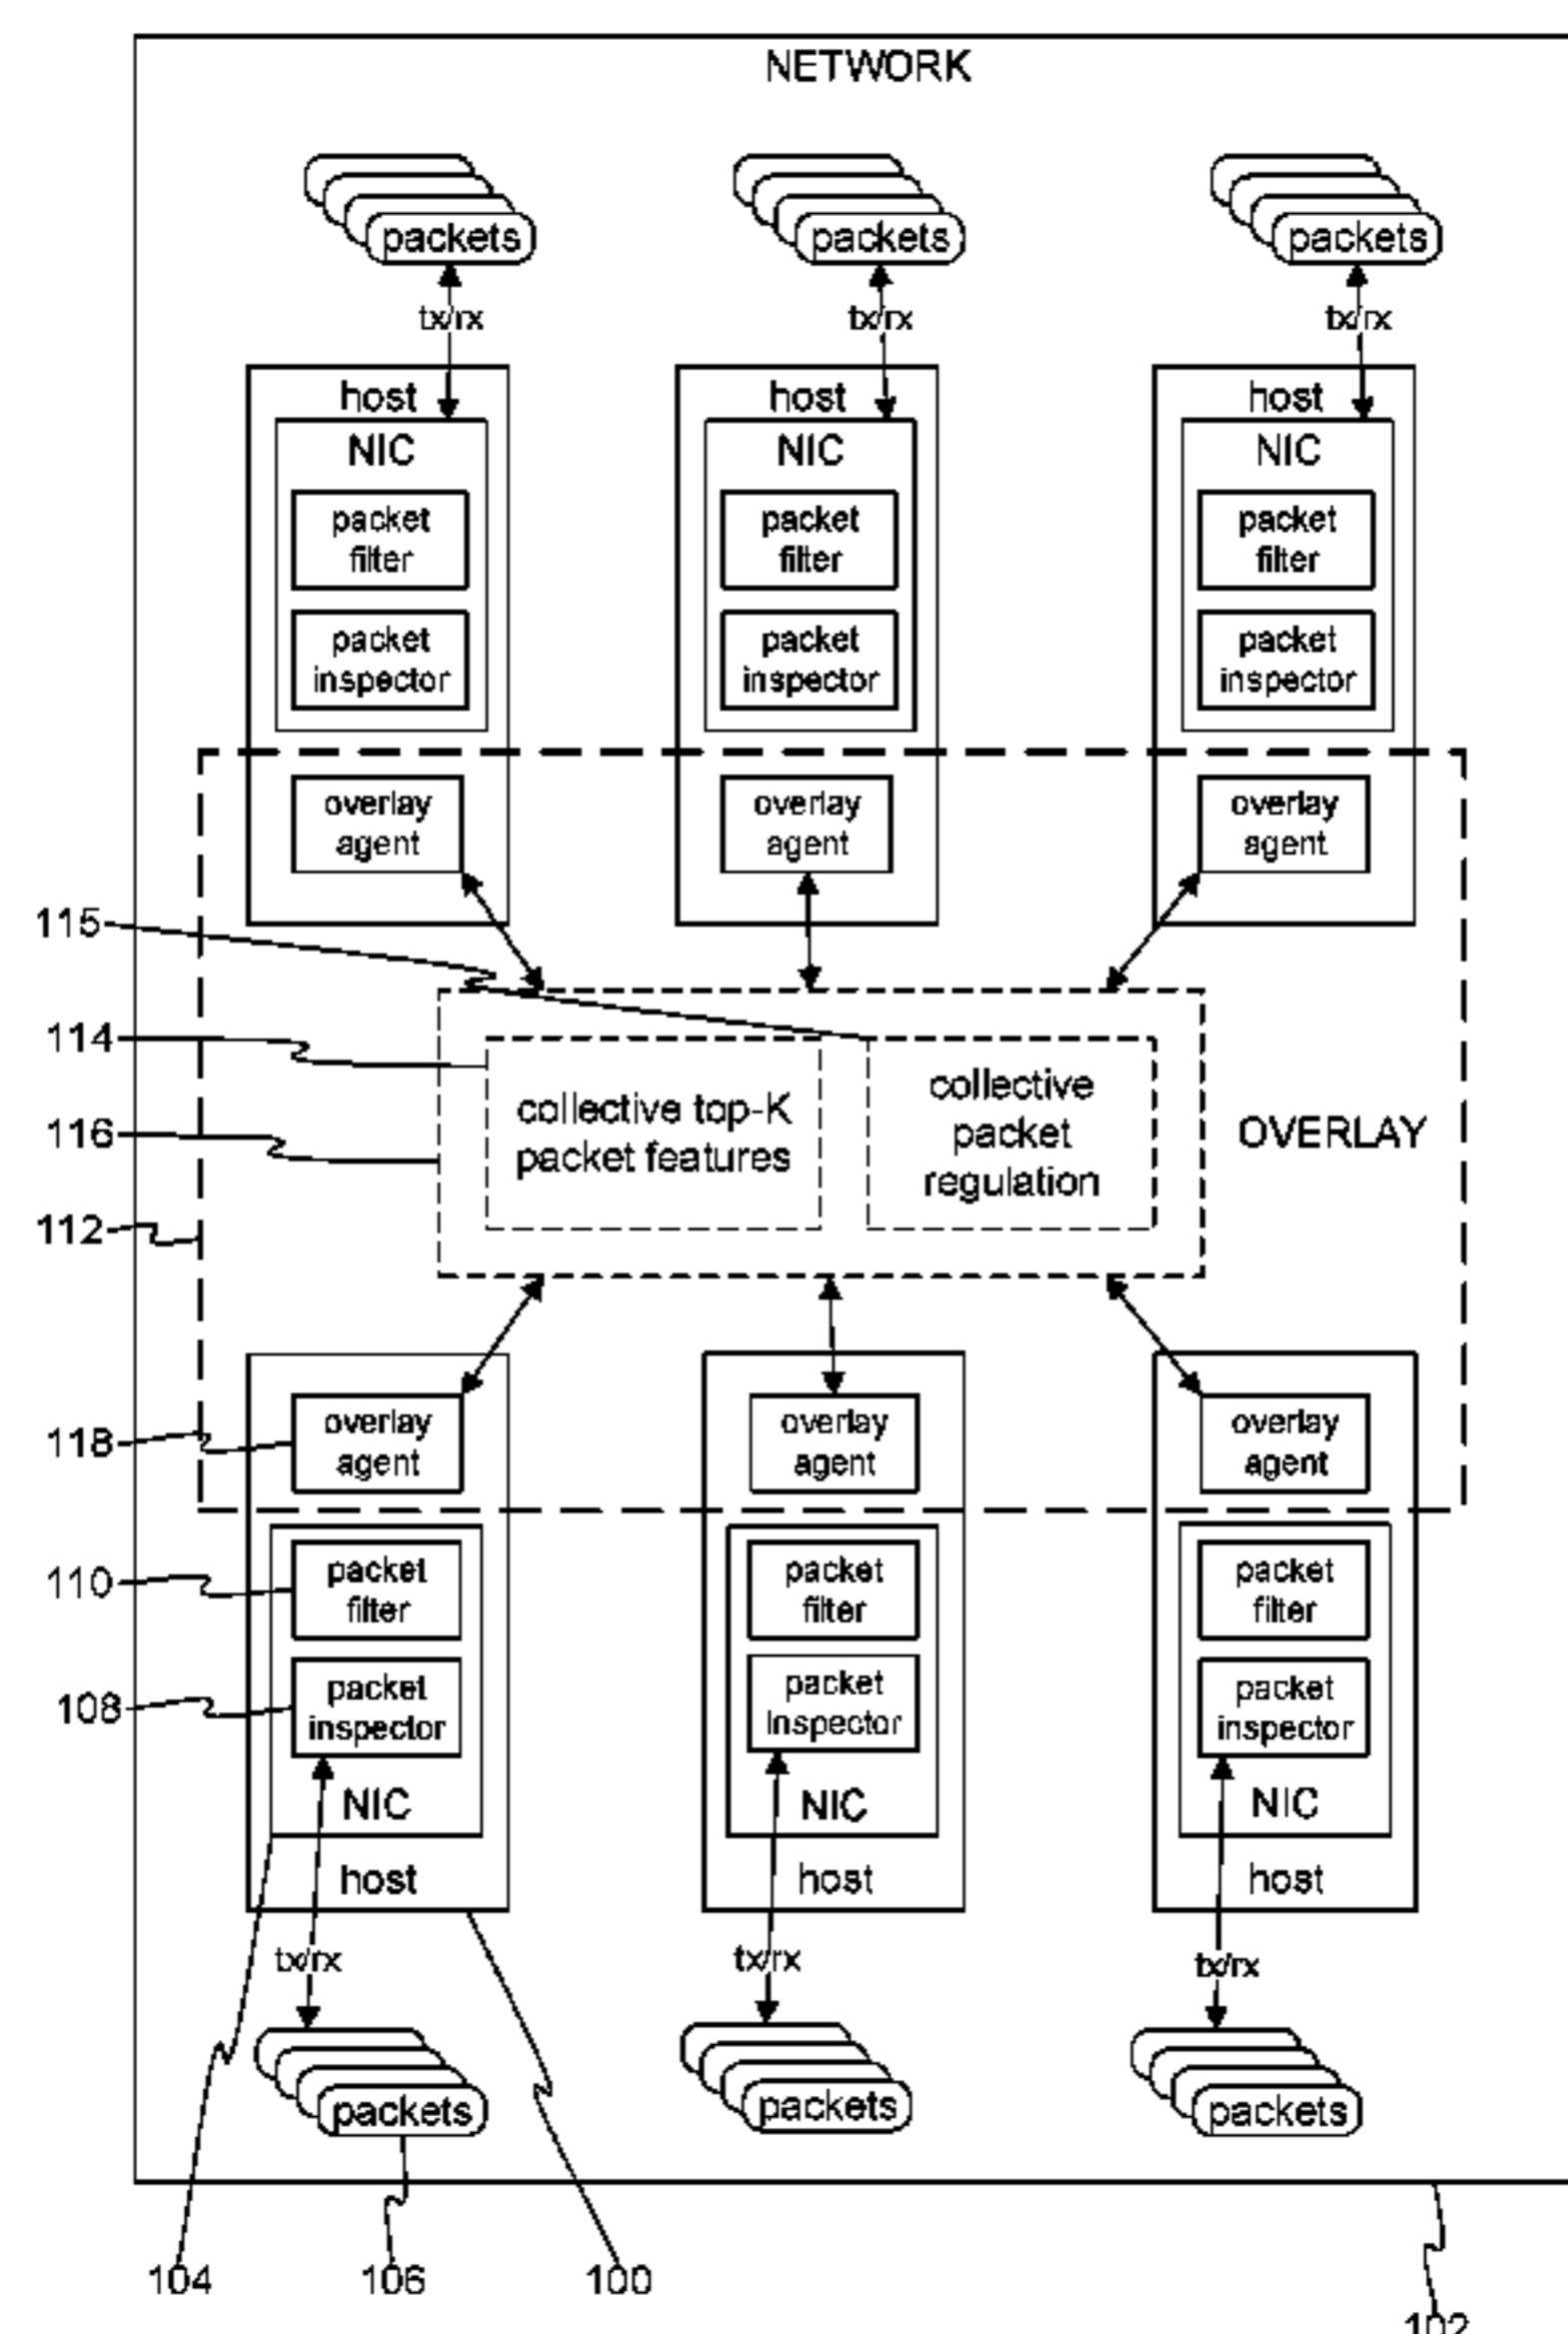 NETWORK
packets
packets
packets
tx/rx
tx/rx
tx/rx
host
host
host
NIC
NIC
NIC
packet
filter
packet
filter
packet
filter
packet
inspector
packet
inspector
packet
inspector
overlay
agent
overlay
agent
overlay
agent
115
114
116
112
collective top-K
packet features
collective
packet
regulation
OVERLAY
118
overlay
agent
overlay
agent
overlay
agent
110
packet
filter
packet
filter
packet
filter
108
packet
inspector
packet
Inspector
packet
inspector
NIC
NIC
NIC
host
host
host
tx/rx
tx/rx
tx/rx
packets
packets
packets
104
106
100
102